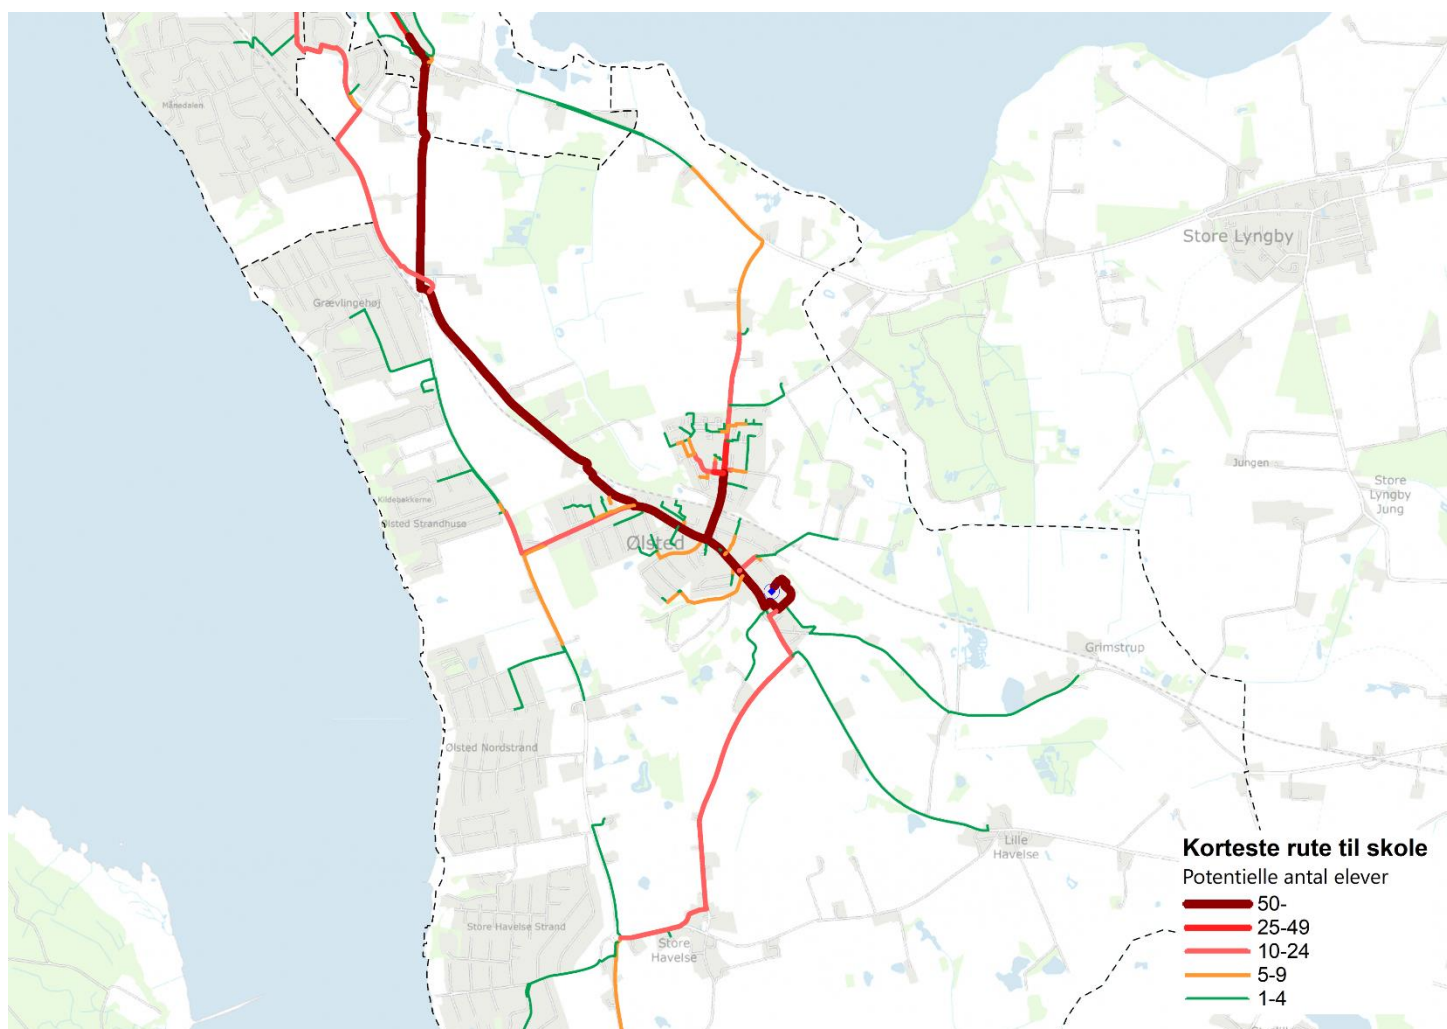 Månedalen
Store Lyngby
Grævlingehøj
Jungen
Store
Lyngby
Jung
Kildebakkerne
Ølsted Strandhuse
Ølsted
Grimstrup
Ølsted Nordstrand
Lille
Havelse
Store Havelse Strand
Store
Havelse
Korteste rute til skole
Potentielle antal elever
50-
25-49
10-24
5-9
1-4